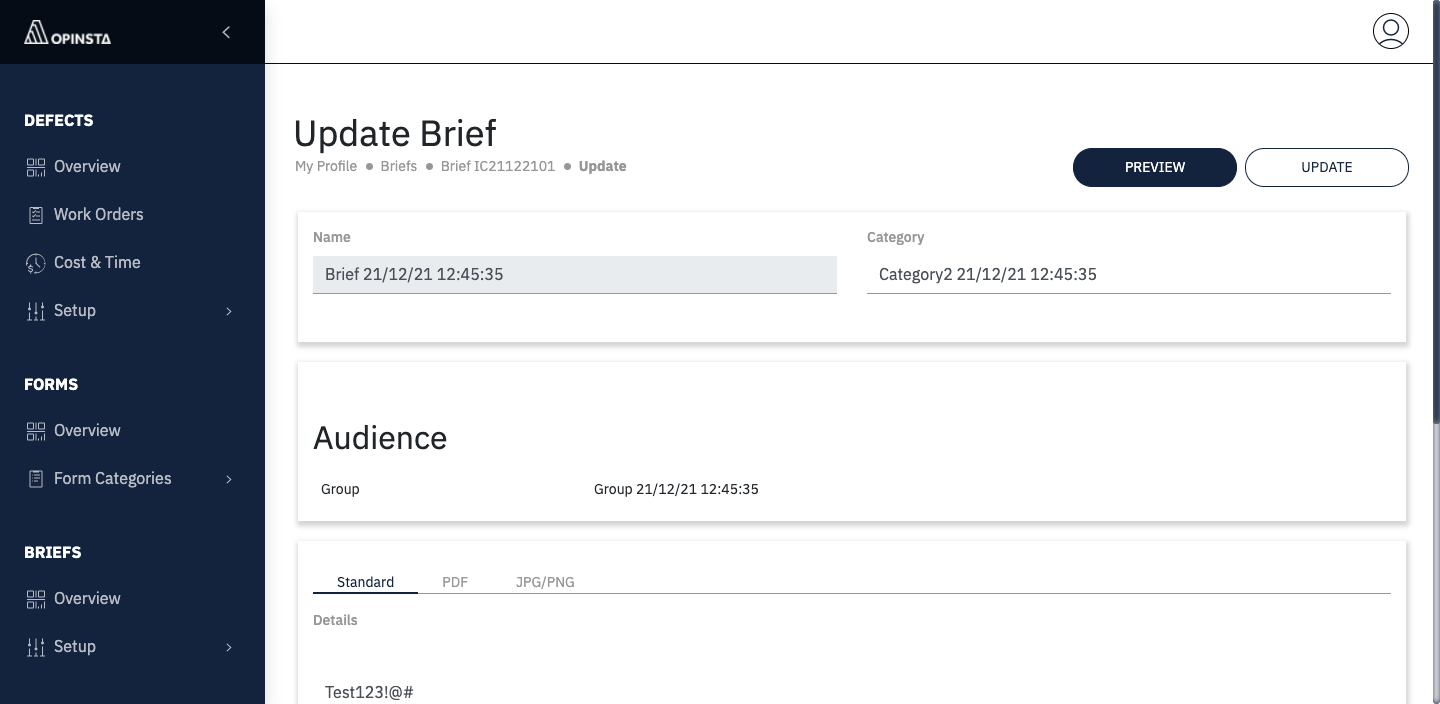 OPINSTA
DEFECTS
Overview
Work Orders
Cost & Time
Setup
FORMS
Overview
Form Categories
BRIEFS
Overview
Setup
Update Brief
My Profile Briefs Brief IC21122101 Update
PREVIEW UPDATE
Name Category
Brief 21/12/21 12:45:35 Category2 21/12/21 12:45:35
Audience
Group Group 21/12/21 12:45:35
Standard PDF JPG/PNG
Details
Test123!@#